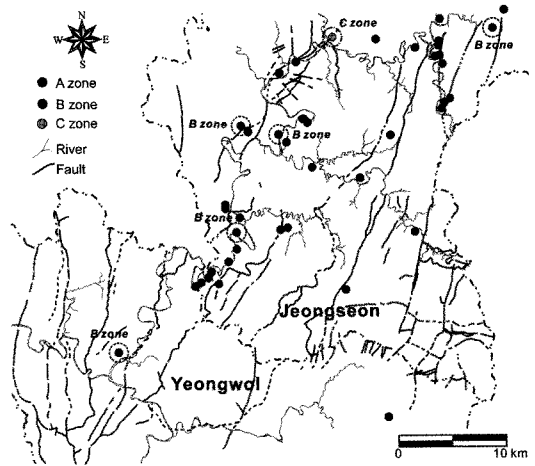 N
W E
S
A zone
B zone
C zone
River
Fault
C zone
B zone
B zone
B zone
B zone
B zone
Jeongseon
Yeongwol
0 10 km